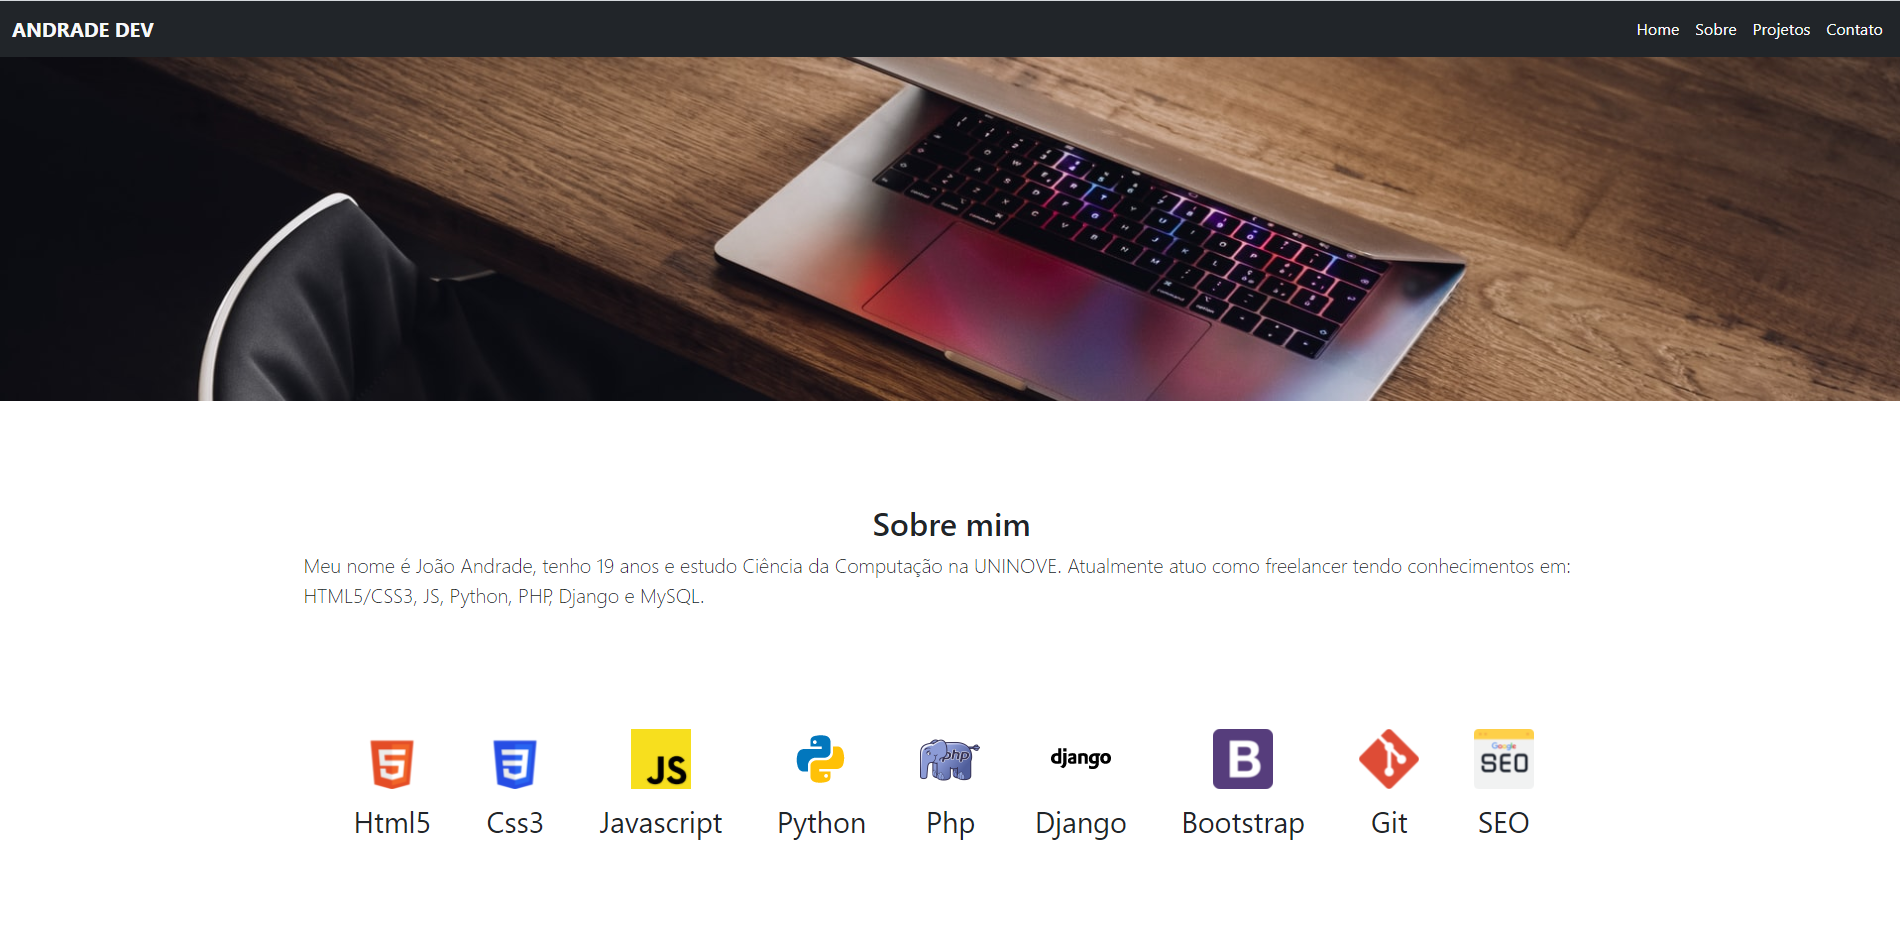 ANDRADE DEV
Home Sobre Projetos Contato
Sobre mim
Meu nome é João Andrade, tenho 19 anos e estudo Ciência da Computação na UNINOVE. Atualmente atuo como freelancer tendo conhecimentos em:
HTML5/CSS3, JS, Python, PHP, Django e MySQL.
JS
php
django
B
Google
SEO
Html5 Css3 Javascript Python Php Django Bootstrap Git SEO